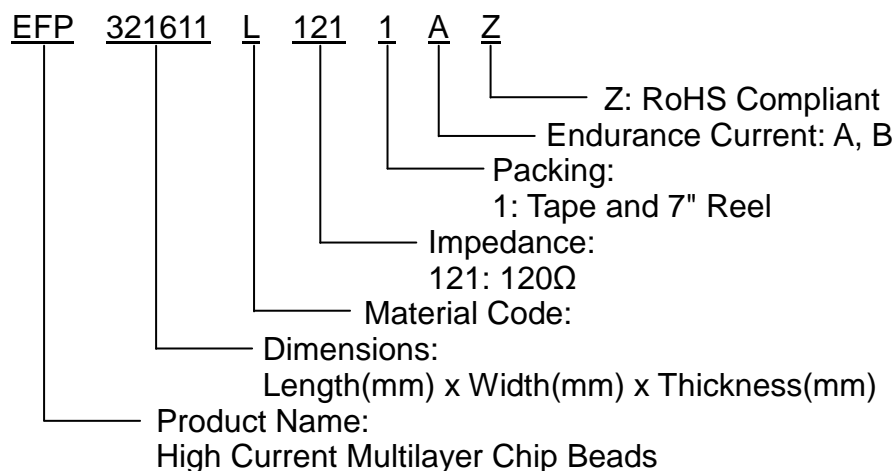 EFP 321611 L 121 1 A Z
Z: RoHS Compliant
Endurance Current: A, B
Packing:
1: Tape and 7" Reel
Impedance:
121: 120Ω
Material Code:
Dimensions:
Length(mm) x Width(mm) x Thickness(mm)
Product Name:
High Current Multilayer Chip Beads